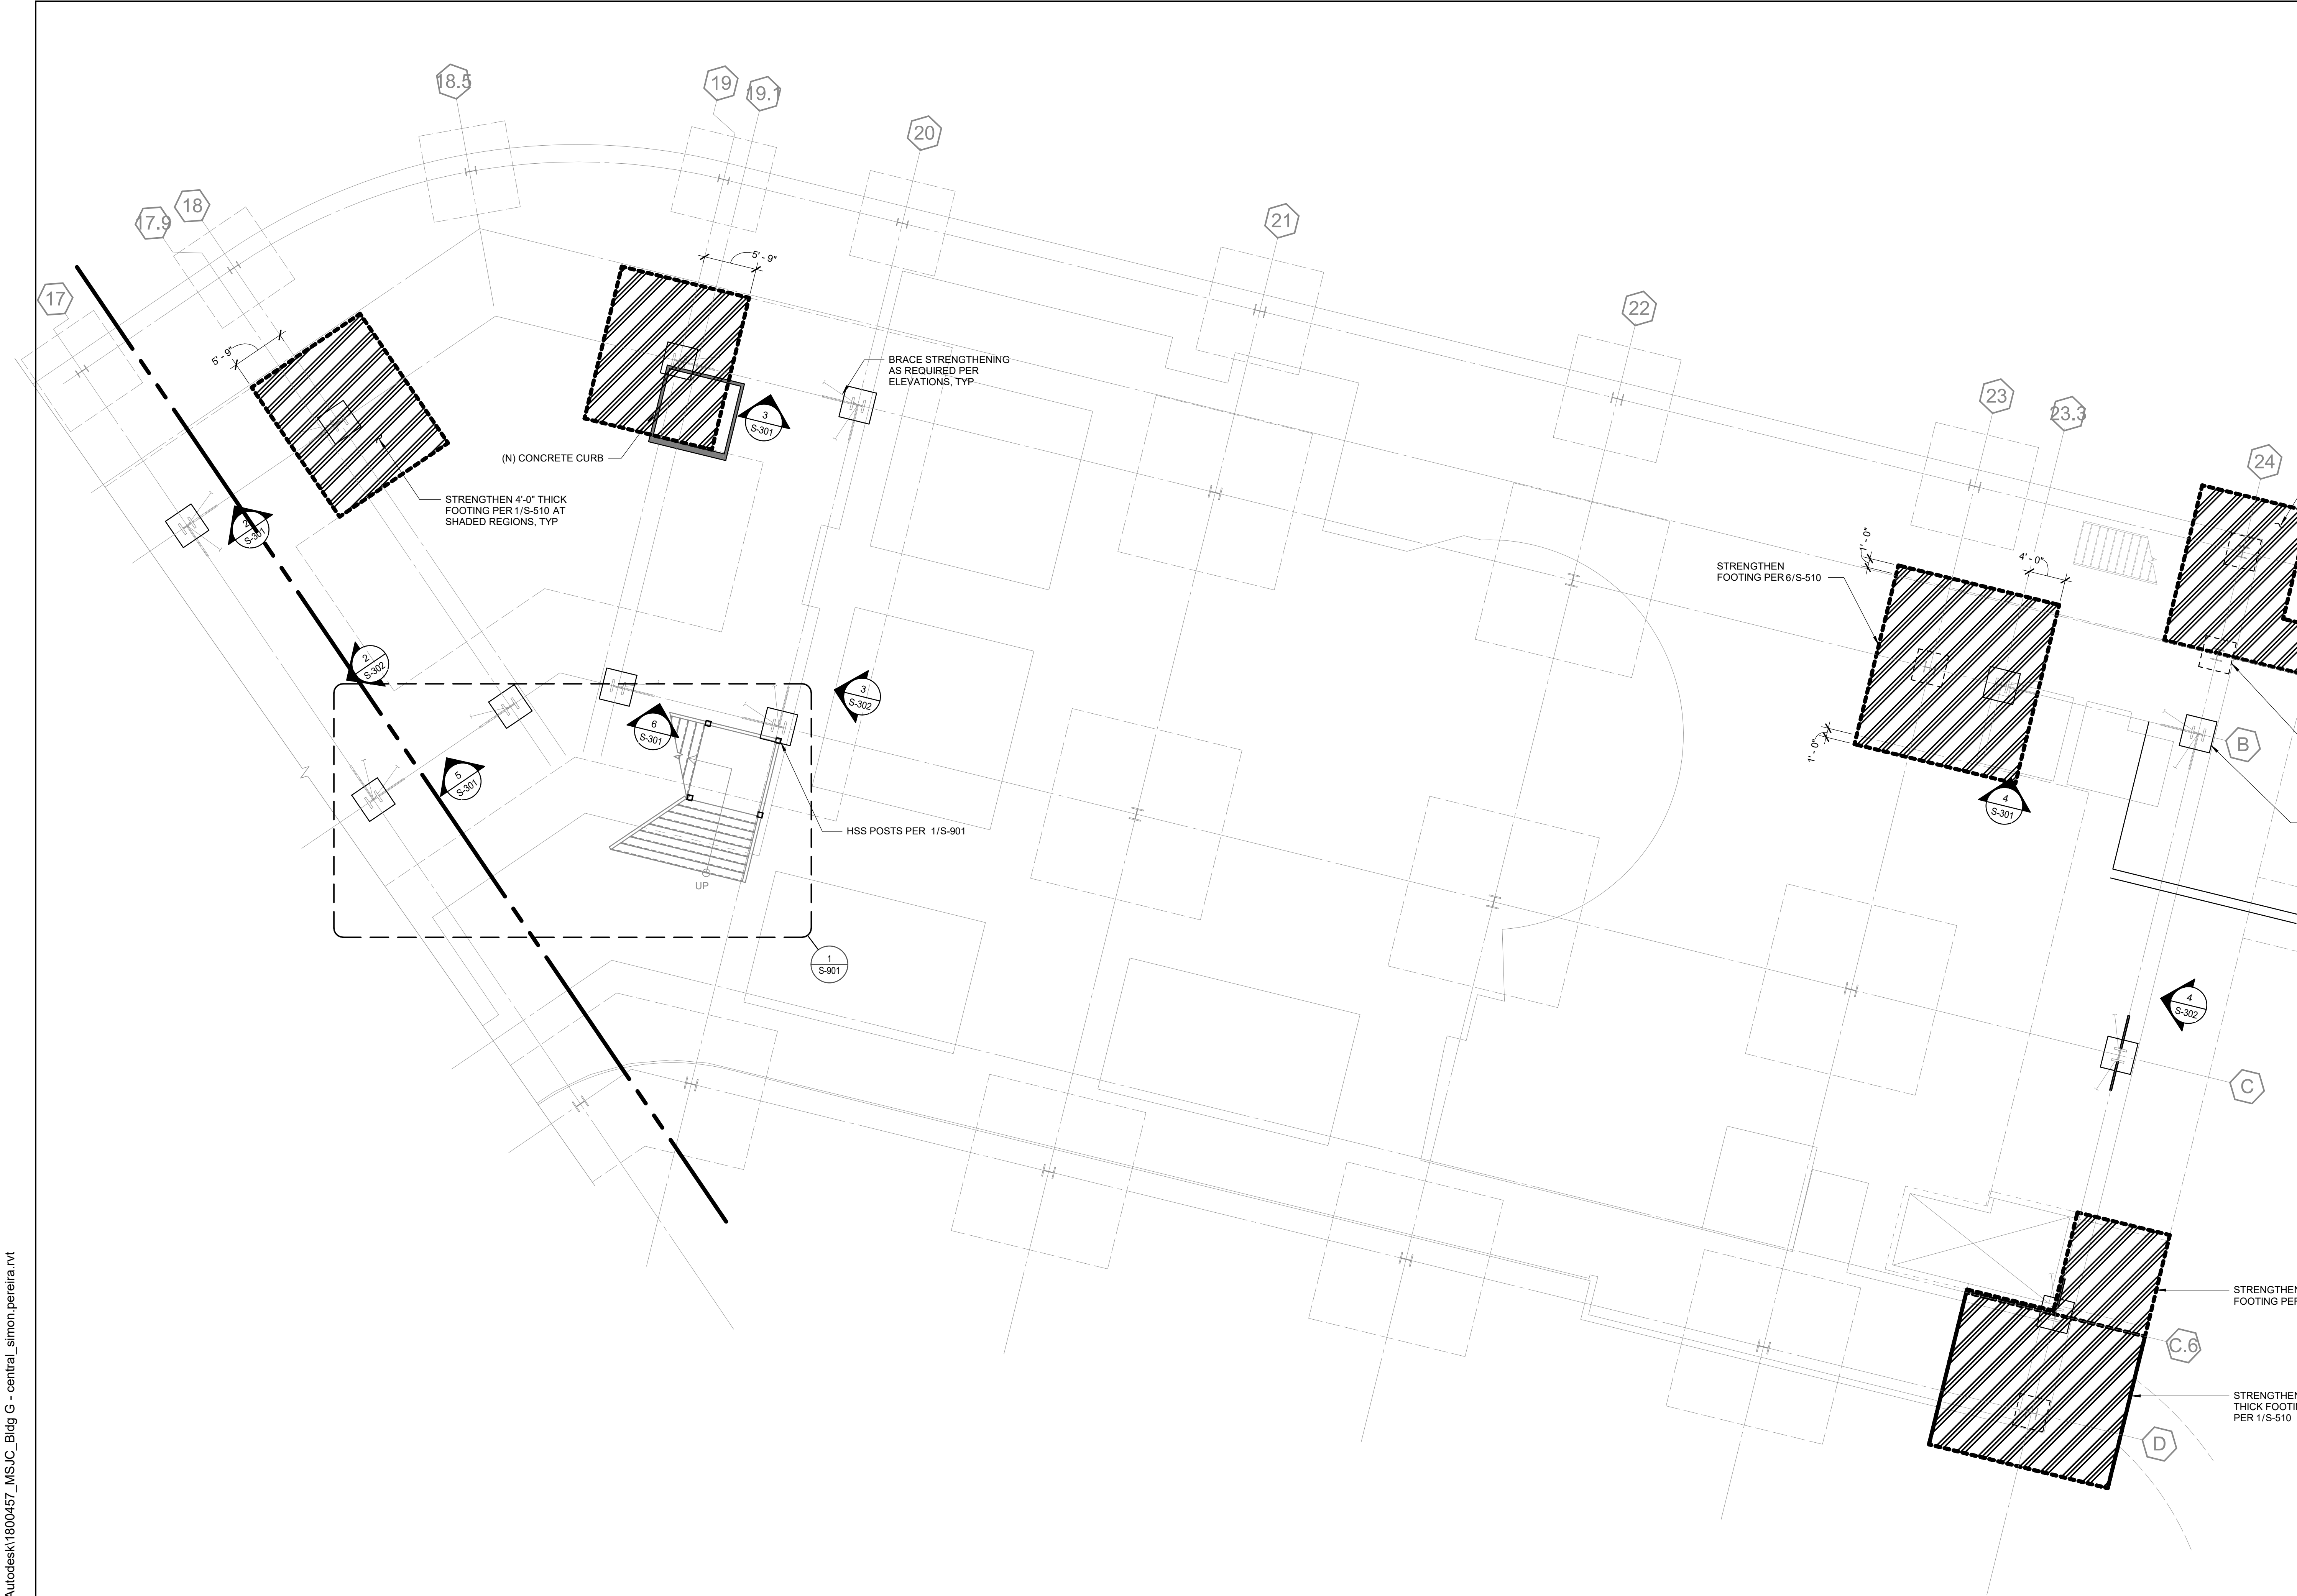 18.5
19
19.1
20
17.9
18
21
17
22
23
23.3
24
5' - 9"
5' - 9"
BRACE STRENGTHENING
AS REQUIRED PER
ELEVATIONS, TYP
3
S-301
(N) CONCRETE CURB
STRENGTHEN 4'-0" THICK
FOOTING PER 1/S-510 AT
SHADED REGIONS, TYP
2
S-301
1' - 0"
4' - 0"
STRENGTHEN
FOOTING PER 6/S-510
2
S-302
3
S-302
6
S-301
5
S-301
1' - 0"
B
4
S-301
HSS POSTS PER 1/S-901
UP
1
S-901
4
S-302
C
STRENGTHEN
FOOTING PER
C.6
STRENGTHEN
THICK FOOTI
PER 1/S-510
D
Autodesk\1800457_MSJC_Bldg G - central_simon.pereira.rvt